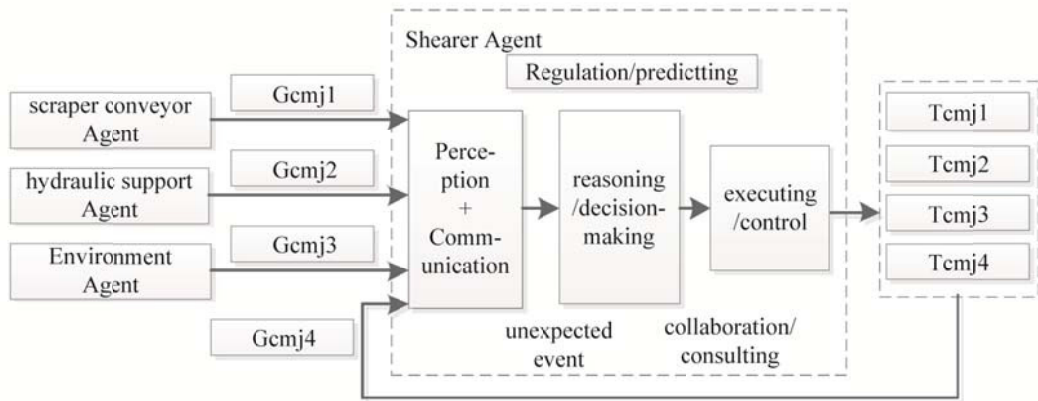 Shearer Agent
Regulation/predictting
scraper conveyor
Agent
Gcmj1
hydraulic support
Agent
Gcmj2
Environment
Agent
Gcmj3
Gcmj4
Perce-
ption
+
Comm-
unication
reasoning
/decision-
making
executing
/control
unexpected
event
collaboration/
consulting
Tcmj1
Tcmj2
Tcmj3
Tcmj4